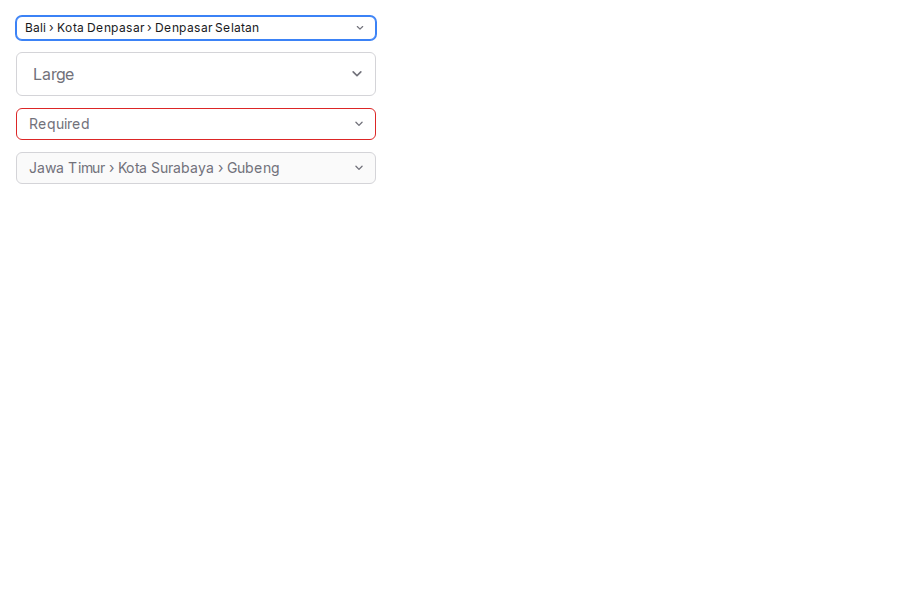 Bali › Kota Denpasar › Denpasar Selatan
Large
Required
Jawa Timur › Kota Surabaya › Gubeng